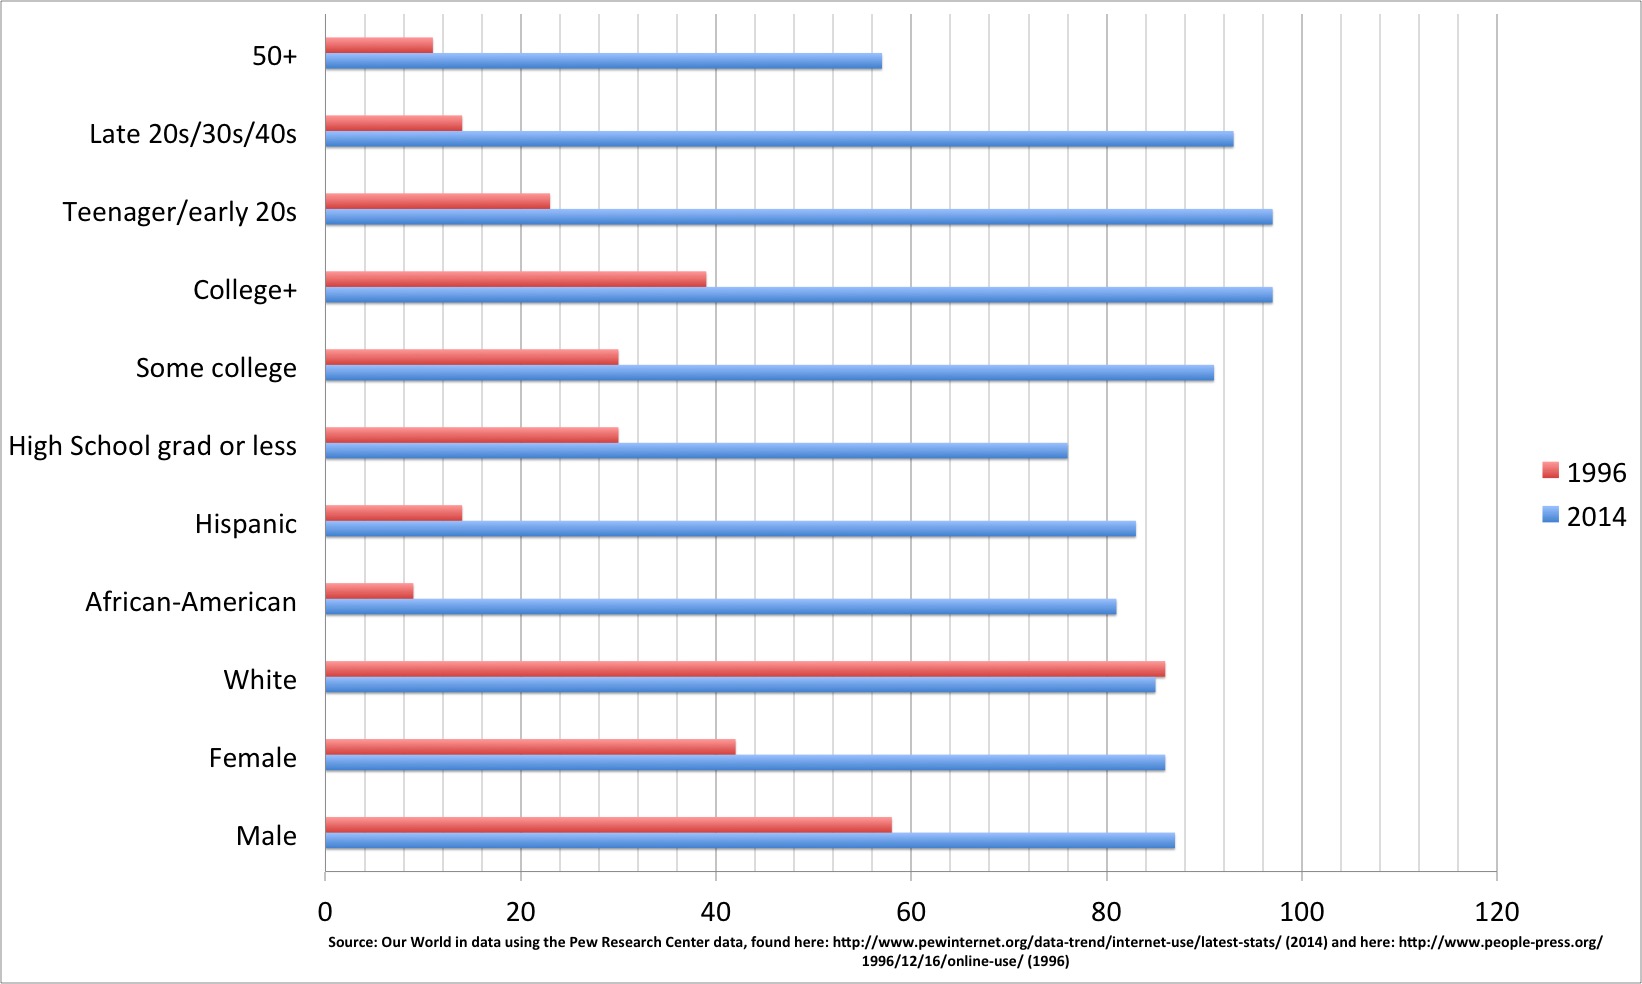 50+
Late 20s/30s/40s
Teenager/early 20s
College+
Some college
High School grad or less
Hispanic
African-American
White
Female
Male
1996
2014
0 20 40 60 80 100 120
Source: Our World in data using the Pew Research Center data, found here: http://www.pewinternet.org/data-trend/internet-use/latest-stats/ (2014) and here: http://www.people-press.org/
1996/12/16/online-use/ (1996)